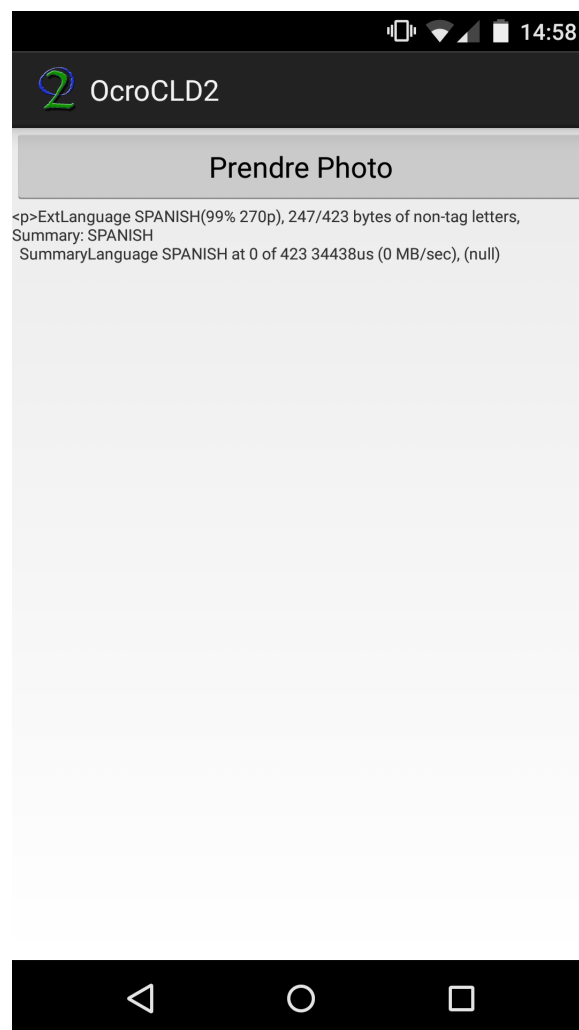 14:58
OcroCLD2
Prendre Photo
<p>ExtLanguage SPANISH(99% 270p), 247/423 bytes of non-tag letters,
Summary: SPANISH
SummaryLanguage SPANISH at 0 of 423 34438us (0 MB/sec), (null)